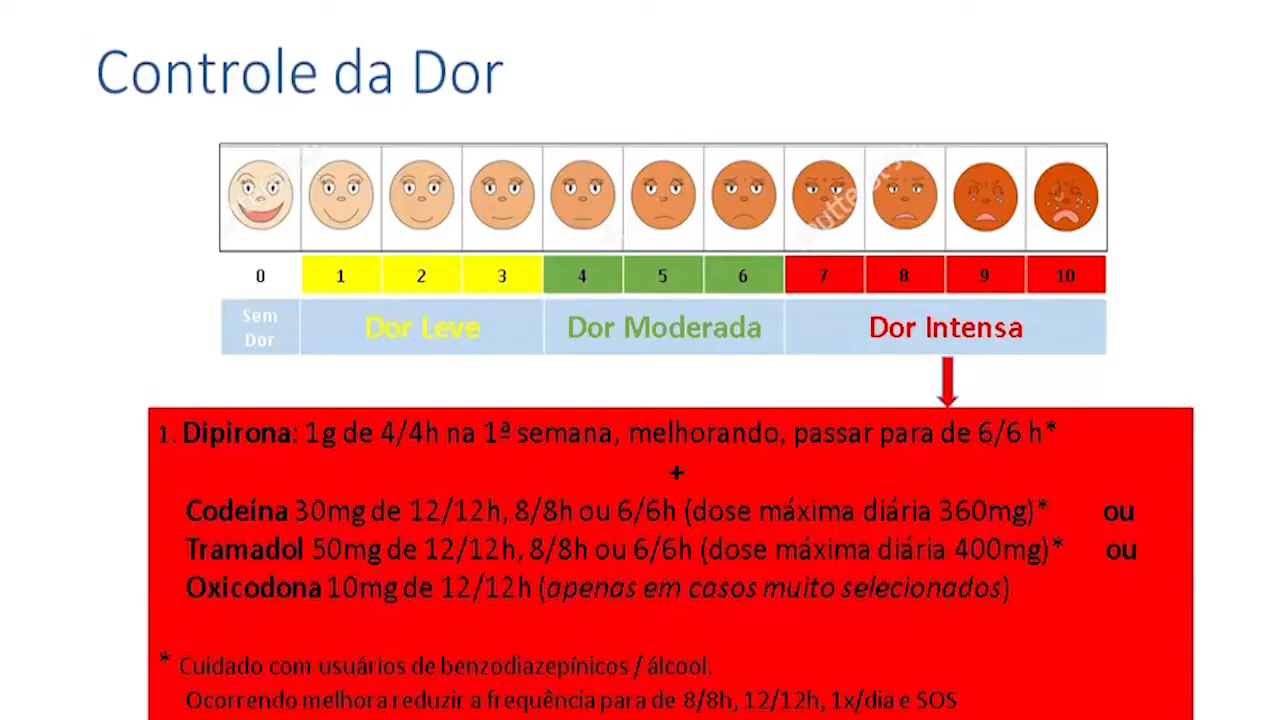 Controle da Dor
0 1 2 3 4 5 6 7 8 9 10
Sem
Dor
Dor Leve Dor Moderada Dor Intensa
1. Dipirona: 1g de 4/4h na 1ª semana, melhorando, passar para de 6/6 h*
+
Codeína 30mg de 12/12h, 8/8h ou 6/6h (dose máxima diária 360mg)* ou
Tramadol 50mg de 12/12h, 8/8h ou 6/6h (dose máxima diária 400mg)* ou
Oxicodona 10mg de 12/12h (apenas em casos muito selecionados)
* Cuidado com usuários de benzodiazepínicos / álcool.
Ocorrendo melhora reduzir a frequência para de 8/8h, 12/12h, 1x/dia e SOS